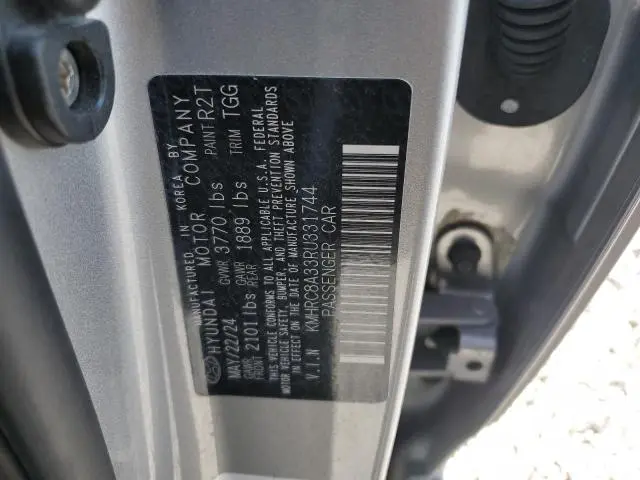 MANUFACTURED IN KOREA BY
HYUNDAI MOTOR COMPANY
MAY/22/24 GVWR 3770 lbs PAINT R2T
GAWR FRONT 2101lbs GAWR REAR 1889 lbs TRIM TGG
THIS VEHICLE CONFORMS TO ALL APPLICABLE U.S.A. FEDERAL
MOTOR VEHICLE SAFETY, BUMPER, AND THEFT PREVENTION STANDARDS
IN EFFECT ON THE DATE OF MANUFACTURE SHOWN ABOVE
V.I.N KMHRC8A33RU331744
PASSENGER CAR